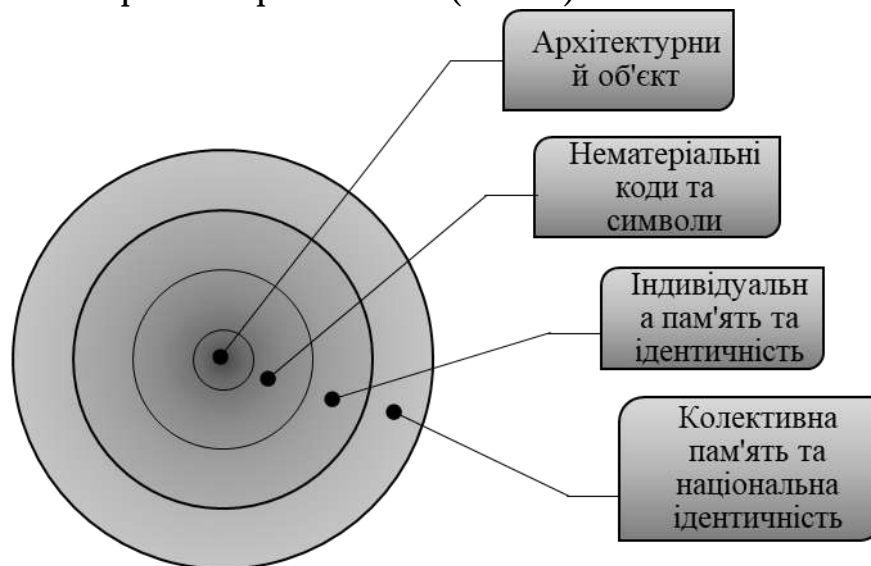 Архітектурни
й об'єкт
Нематеріальні
коди та
символи
Індивідуальн
а пам'ять та
ідентичність
Колективна
пам'ять та
національна
ідентичність